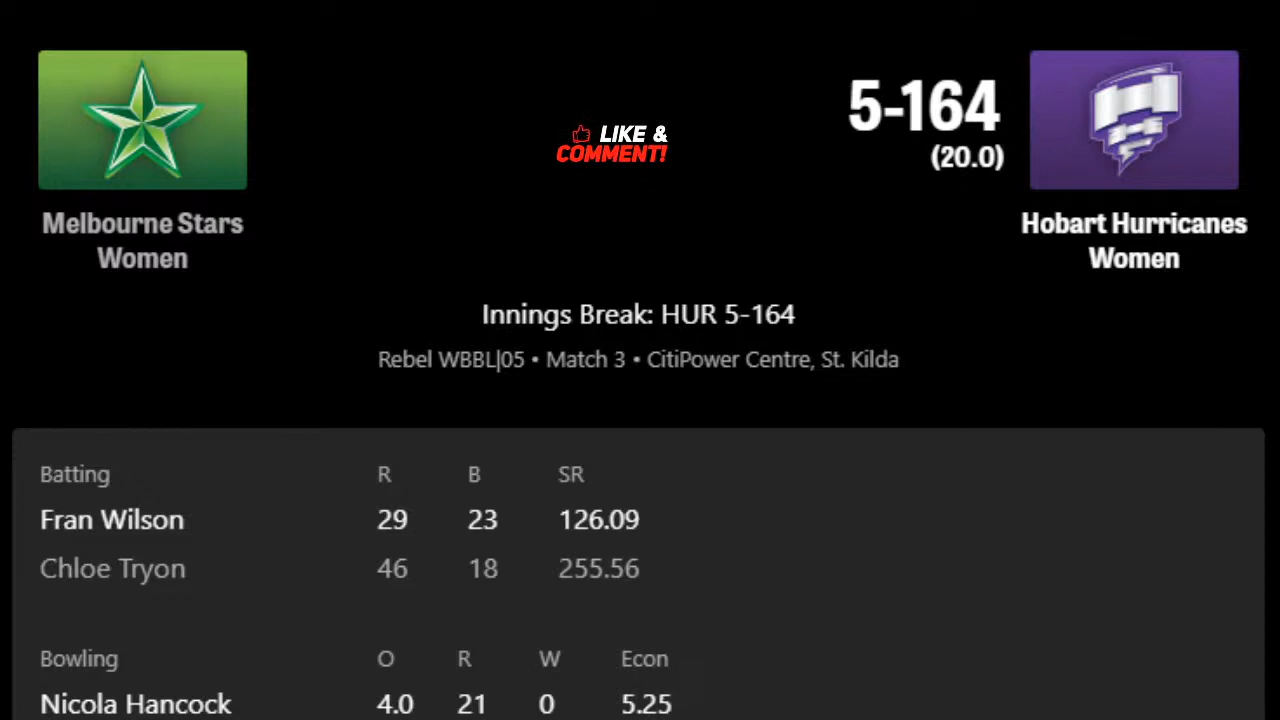 5-164
(20.0)
LIKE &
COMMENT!
Melbourne Stars
Women
Hobart Hurricanes
Women
Innings Break: HUR 5-164
Rebel WBBL|05 • Match 3 • CitiPower Centre, St. Kilda
Batting R B SR
Fran Wilson 29 23 126.09
Chloe Tryon 46 18 255.56
Bowling O R W Econ
Nicola Hancock 4.0 21 0 5.25